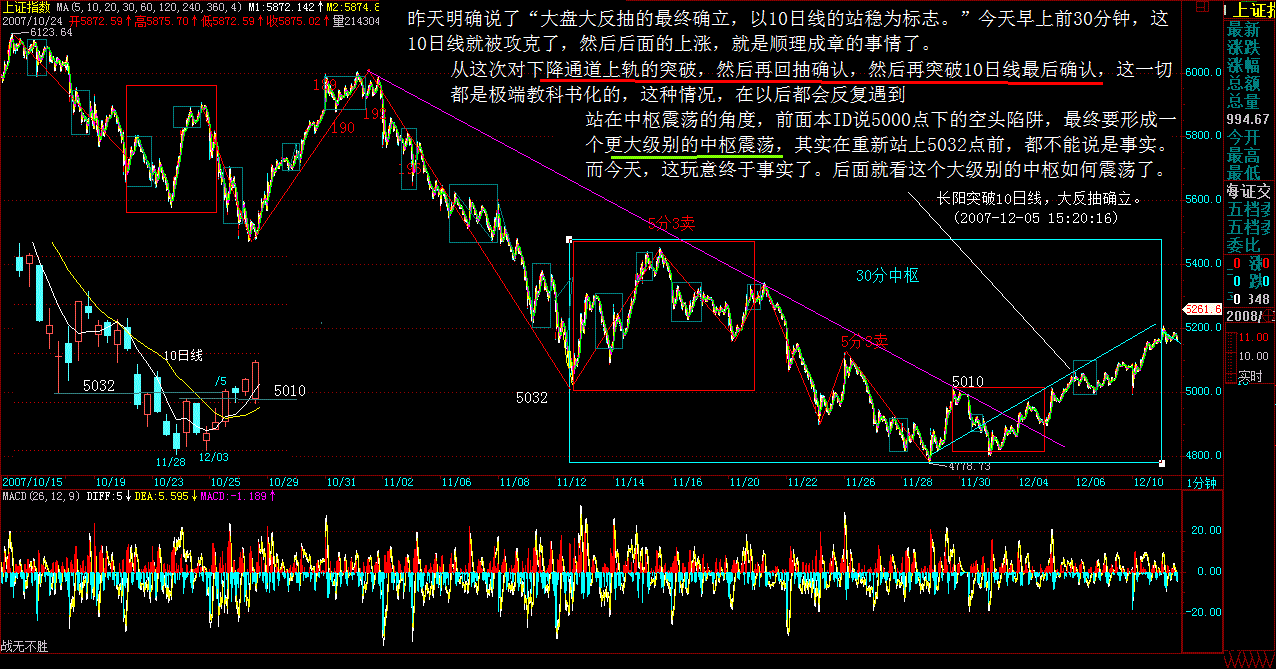 上证指数 MA(5,10,20,30,60,120,240,360,4) M1:5872.142↑M2:5874.8
2007/10/24 开5872.59↑高5875.70↑低5872.59↑收5875.02↑量214304
6123.64
昨天明确说了“大盘大反抽的最终确立，以10日线的站稳为标志。”今天早上前30分钟，这
10日线就被攻克了，然后后面的上涨，就是顺理成章的事情了。
从这次对下降通道上轨的突破，然后再回抽确认，然后再突破10日线最后确认，这一切
都是极端教科书化的，这种情况，在以后都会反复遇到
站在中枢震荡的角度，前面本ID说5000点下的空头陷阱，最终要形成一
个更大级别的中枢震荡，其实在重新站上5032点前，都不能说是事实。
而今天，这玩意终于事实了。后面就看这个大级别的中枢如何震荡了。
长阳突破10日线，大反抽确立。
(2007-12-05 15:20:16)
190
5分3卖
30分中枢
5分3卖
5032
5010
4778.73
10日线
5032
/5
5010
11/28
12/03
6000.0
5800.0
5600.0
5400.0
5261.6
5200.0
5000.0
4800.0
2007/10/15 10/19 10/23 10/25 10/29 10/31 11/02 11/06 11/08 11/12 11/14 11/16 11/20 11/22 11/26 11/28 11/30 12/04 12/06 12/10 1分钟
MACD(26,12,9) DIFF:5↓DEA:5.595↓MACD:-1.189↑
20.00
0.00
-20.00
战无不胜
上证指
最新
涨跌
涨幅
总额
总量
994.67
今开
最高
最低
海证交
五档
五档
委比
0 涨0
0 跌0
0 348
2008/
11.00
10.00
实时